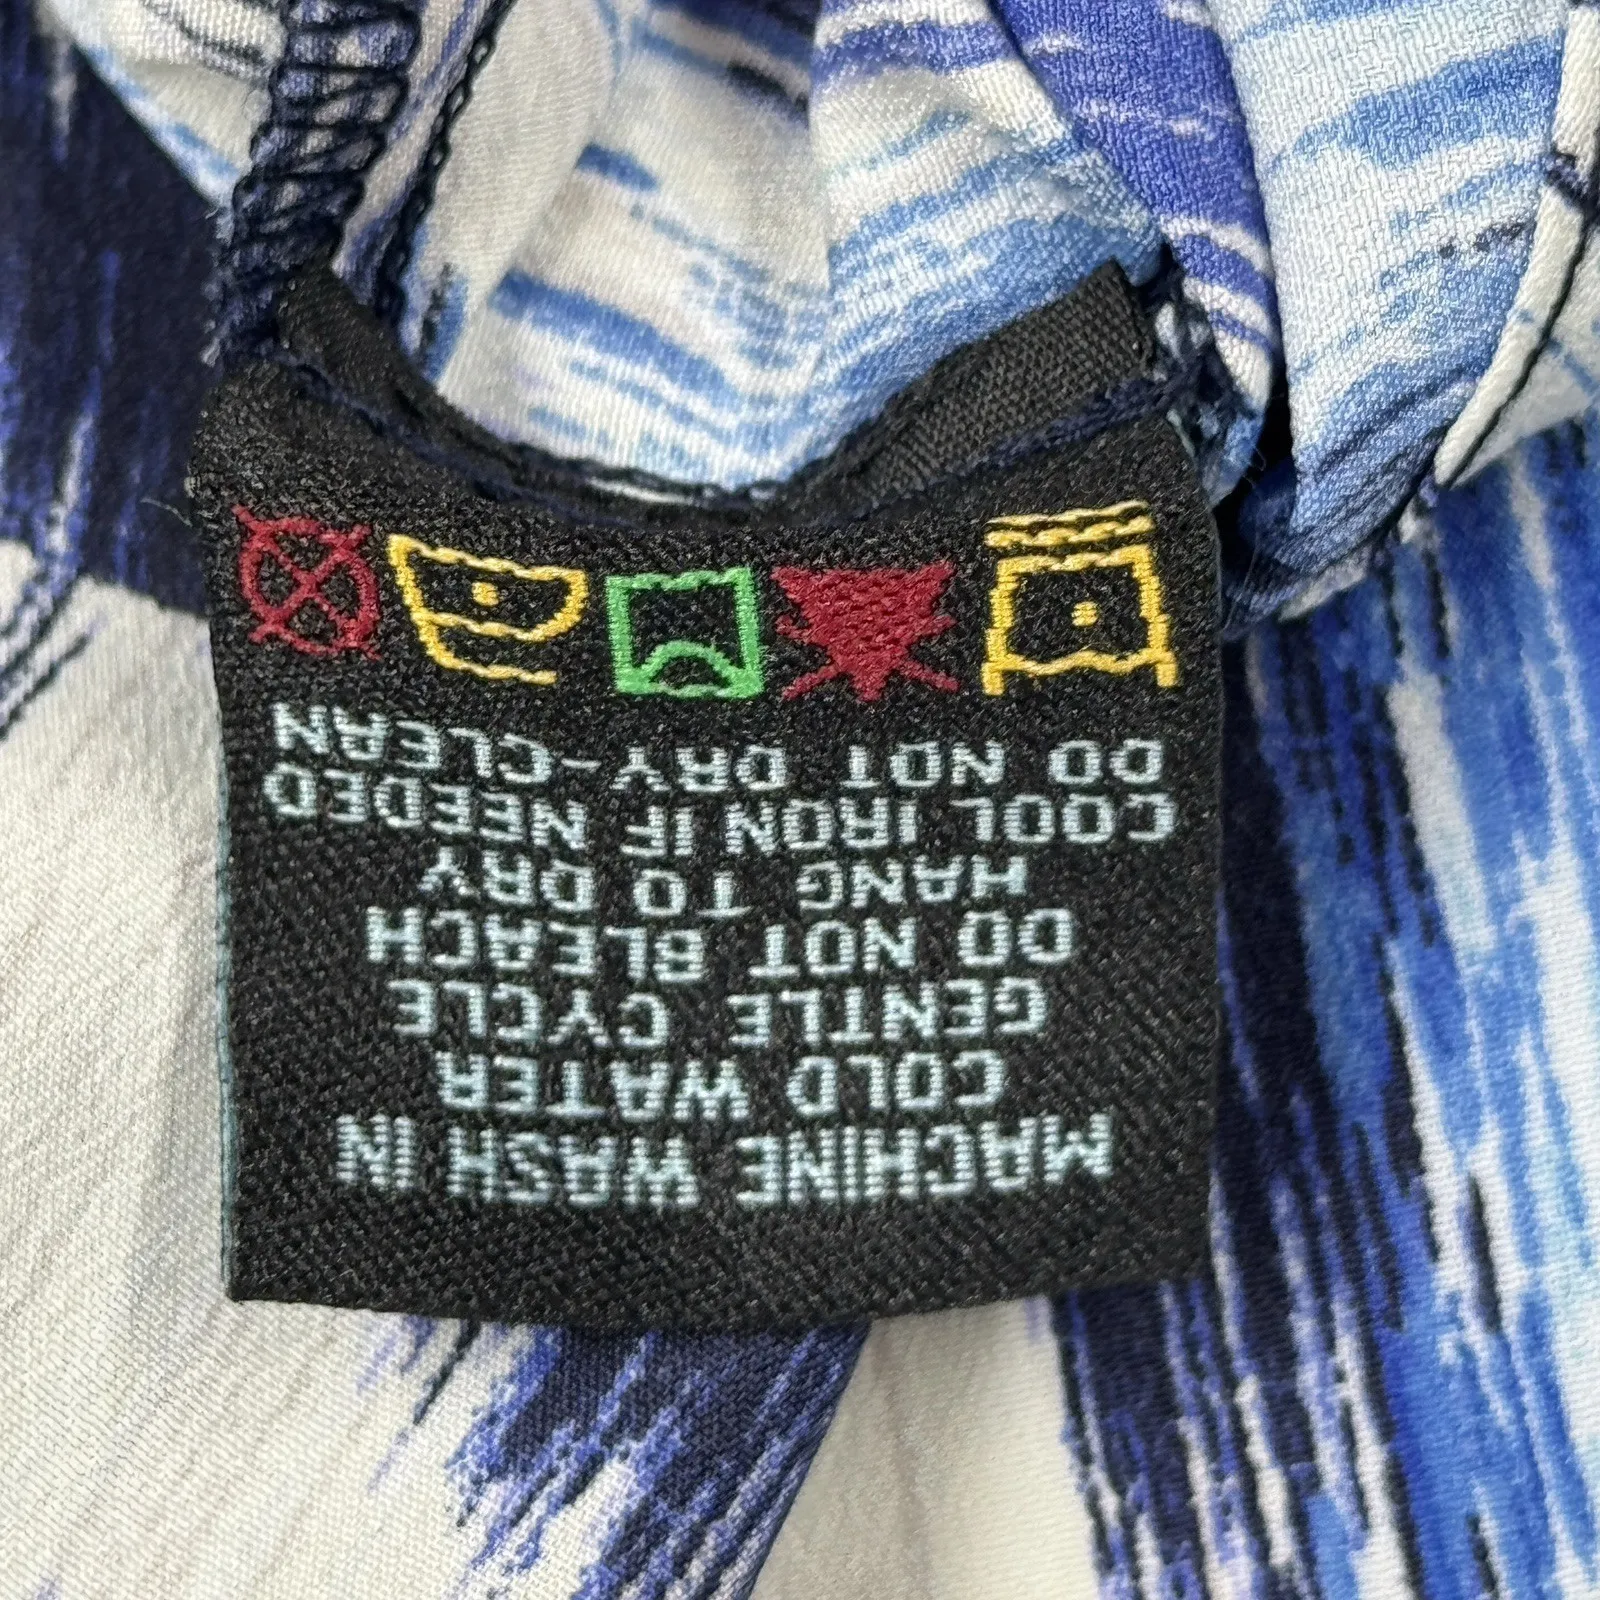 MACHINE WASH IN
COLD WATER
GENTLE CYCLE
DO NOT BLEACH
HANG TO DRY
COOL IRON IF NEEDED
DO NOT DRY-CLEAN